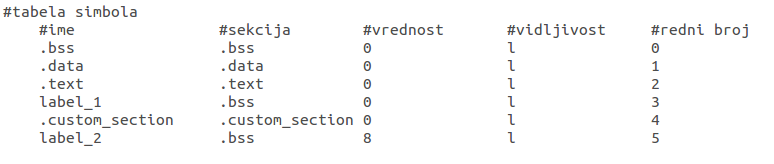 #tabela simbola
#ime #sekcija #vrednost #vidljivost #redni broj
.bss .bss 0 l 0
.data .data 0 l 1
.text .text 0 l 2
label_1 .bss 0 l 3
.custom_section .custom_section 0 l 4
label_2 .bss 8 l 5